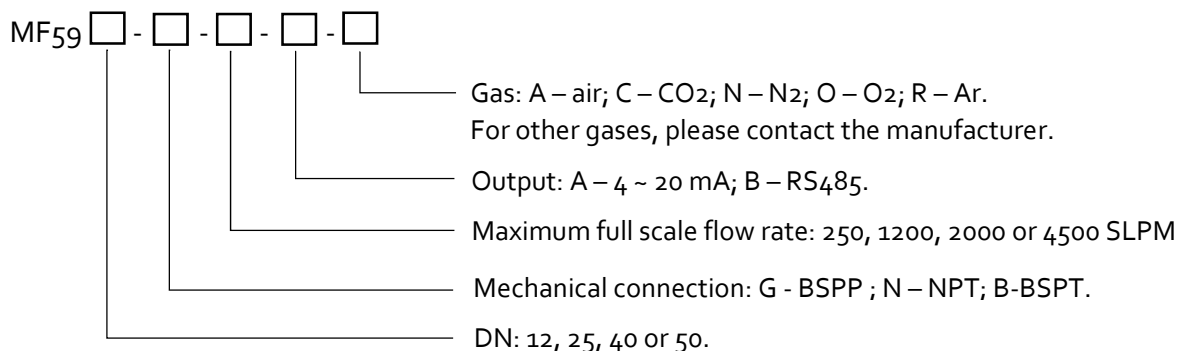 MF59 - - - -
Gas: A – air; C – CO2; N – N2; O – O2; R – Ar.
For other gases, please contact the manufacturer.
Output: A – 4 ~ 20 mA; B – RS485.
Maximum full scale flow rate: 250, 1200, 2000 or 4500 SLPM
Mechanical connection: G - BSPP ; N – NPT; B-BSPT.
DN: 12, 25, 40 or 50.